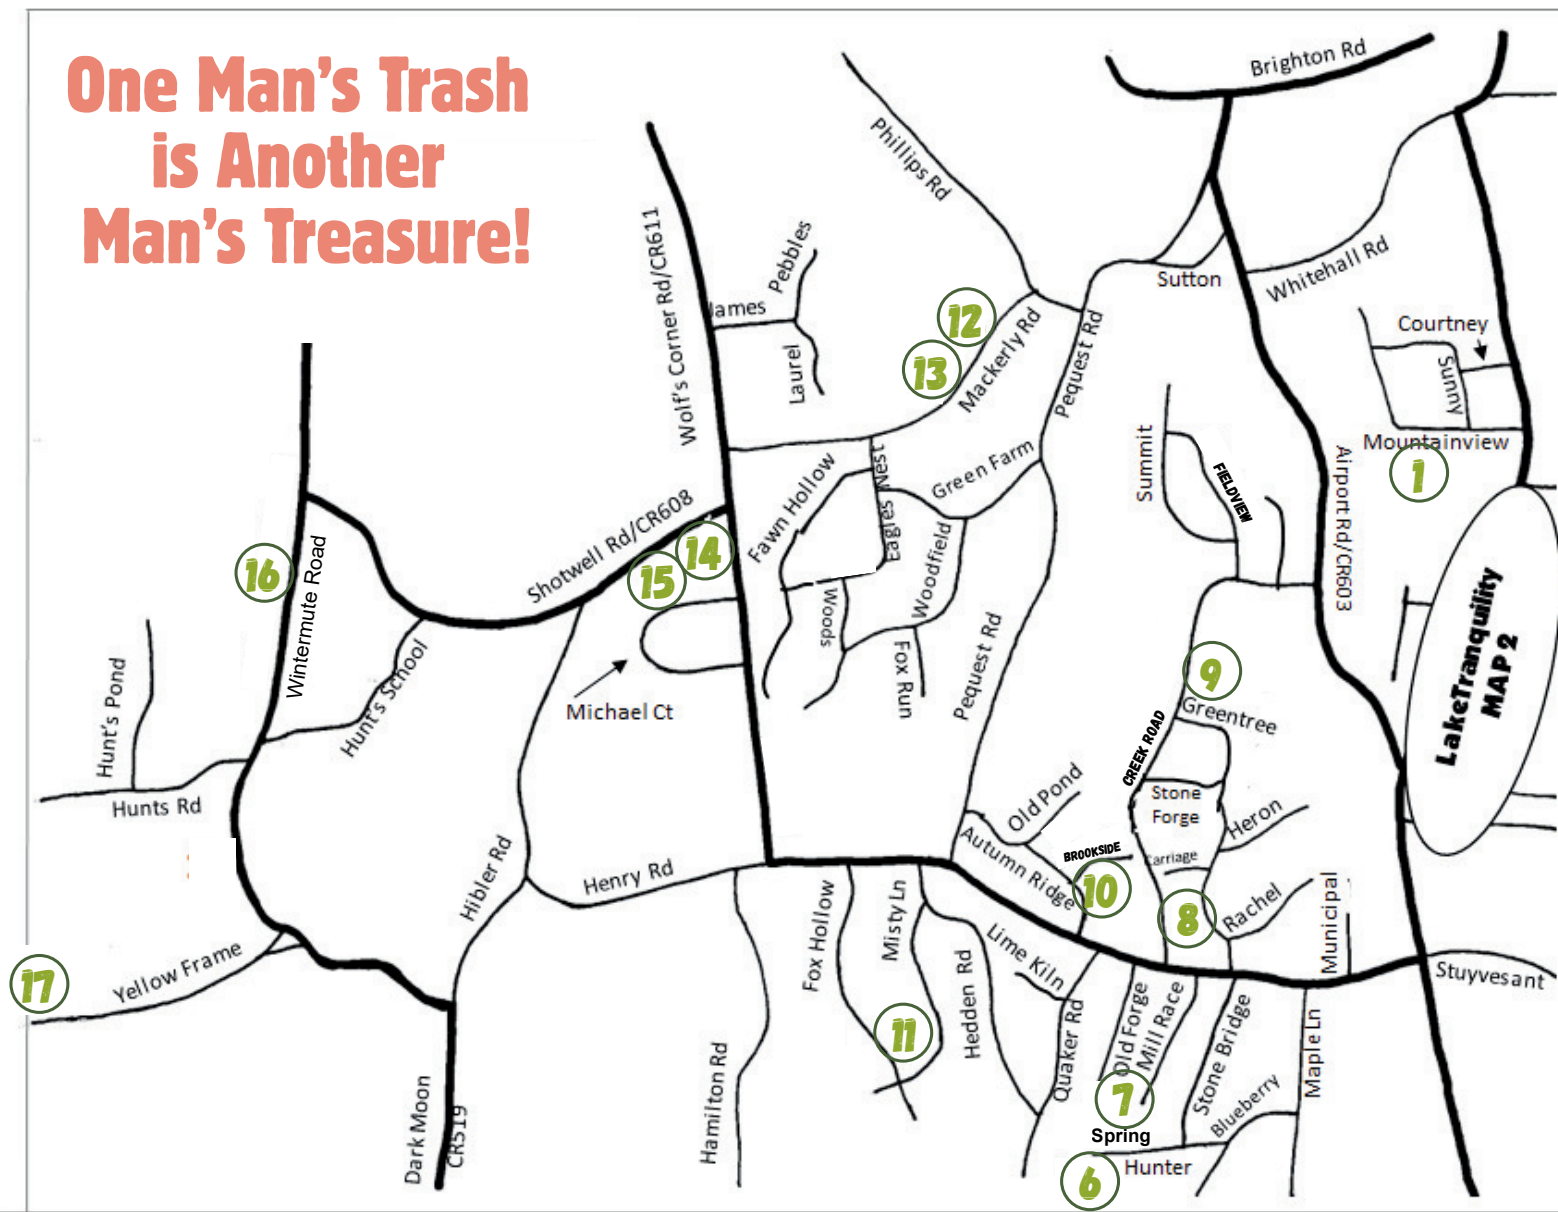 One Man's Trash
is Another
Man's Treasure!
Brighton Rd
Phillips Rd
Wolf's Corner Rd/CR611
Pebbles
James
Laurel
Sutton
Whitehall Rd
Courtney
Sunny
Mountainview
1
12
13
Mackerly Rd
Pequest Rd
Green Farm
West
Eagles
Fawn Hollow
Summit
FIELDVIEW
Airport Rd/CR603
Shotwell Rd/CR608
14
15
16
Wintermute Road
Hunt's School
Hunt's Pond
Hunts Rd
Michael Ct
Woods
Woodfield
Fox Run
Pequest Rd
9
Greentree
CREEK ROAD
Stone
Forge
LakeTranquility
MAP 2
Old Pond
Heron
BROOKSIDE
Carriage
Autumn Ridge
10
8
Rachel
Municipal
Hibler Rd
Henry Rd
Yellow Frame
17
Fox Hollow
Misty Ln
Lime Kiln
Hedden Rd
11
Stuyvesant
Quaker Rd
Old Forge
Mill Race
Stone Bridge
Maple Ln
Blueberry
7
Spring
Hunter
6
Hamilton Rd
Dark Moon
CR519